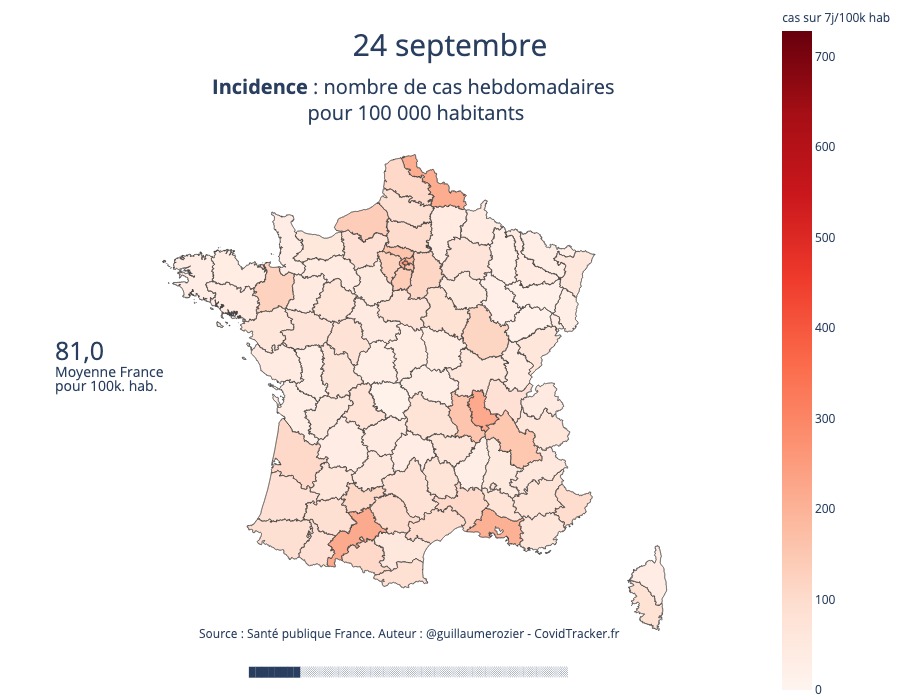 cas sur 7j/100k hab
24 septembre
Incidence : nombre de cas hebdomadaires
pour 100 000 habitants
700
600
500
400
300
200
100
0
81,0
Moyenne France
pour 100k. hab.
Source : Santé publique France. Auteur : @guillaumerozier - CovidTracker.fr